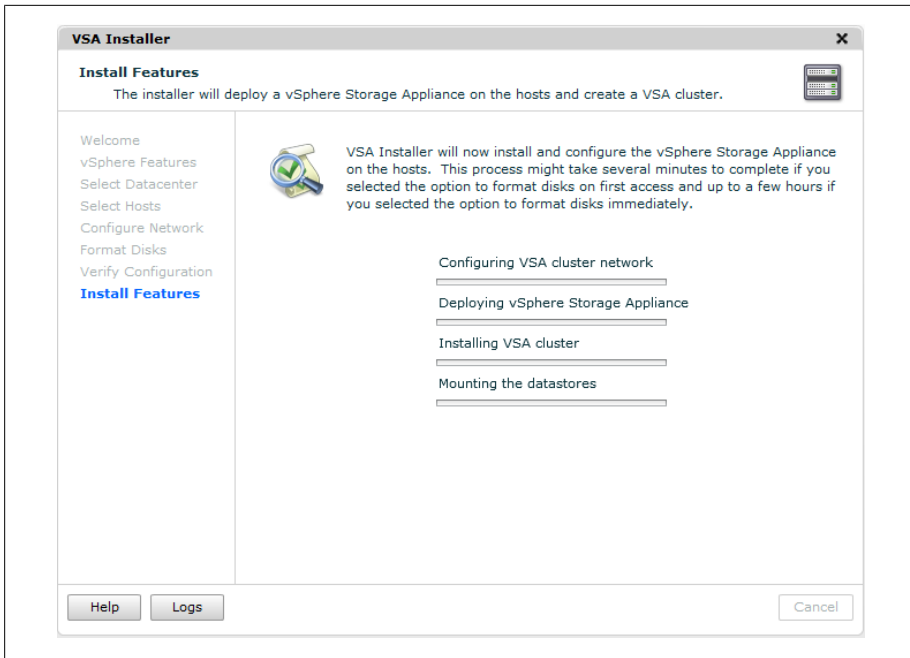 VSA Installer
Install Features
The installer will deploy a vSphere Storage Appliance on the hosts and create a VSA cluster.
Welcome
vSphere Features
Select Datacenter
Select Hosts
Configure Network
Format Disks
Verify Configuration
Install Features
VSA Installer will now install and configure the vSphere Storage Appliance
on the hosts. This process might take several minutes to complete if you
selected the option to format disks on first access and up to a few hours if
you selected the option to format disks immediately.
Configuring VSA cluster network
Deploying vSphere Storage Appliance
Installing VSA cluster
Mounting the datastores
Help
Logs
Cancel